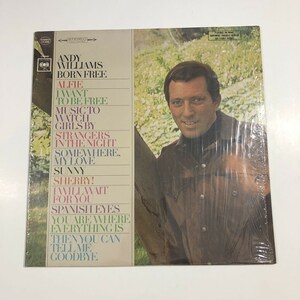 ANDY
WILLIAMS
BORN FREE
ALFIE
I WANT
TO BE FREE
MUSIC TO
WATCH
GIRLS BY
STRANGERS
IN THE NIGHT
SOMEWHERE,
MY LOVE
SUNNY
SHERRY!
I WILL WAIT
FOR YOU
SPANISH EYES
YOU ARE WHERE
EVERYTHING IS
THEN YOU CAN
TELL ME
GOODBYE